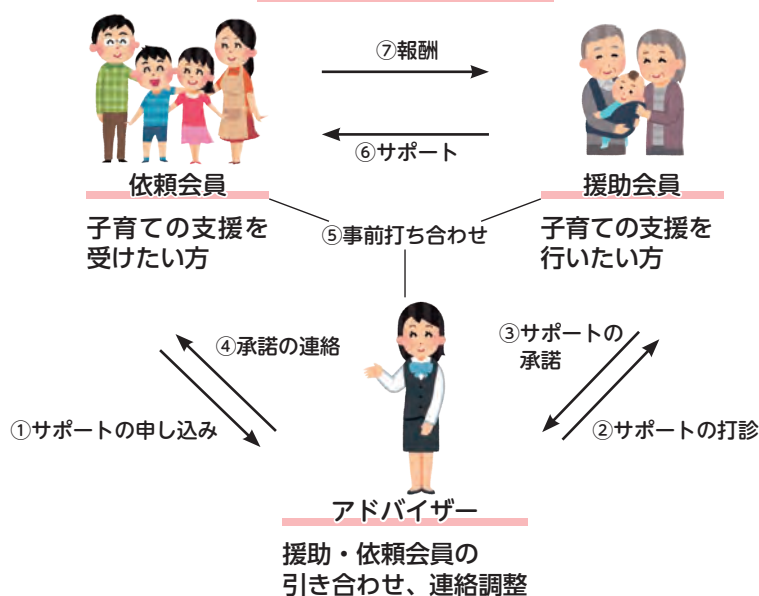 ⑦報酬
⑥サポート
依頼会員
子育ての支援を
受けたい方
援助会員
子育ての支援を
行いたい方
⑤事前打ち合わせ
④承諾の連絡
③サポートの
承諾
①サポートの申し込み
②サポートの打診
アドバイザー
援助・依頼会員の
引き合わせ、連絡調整